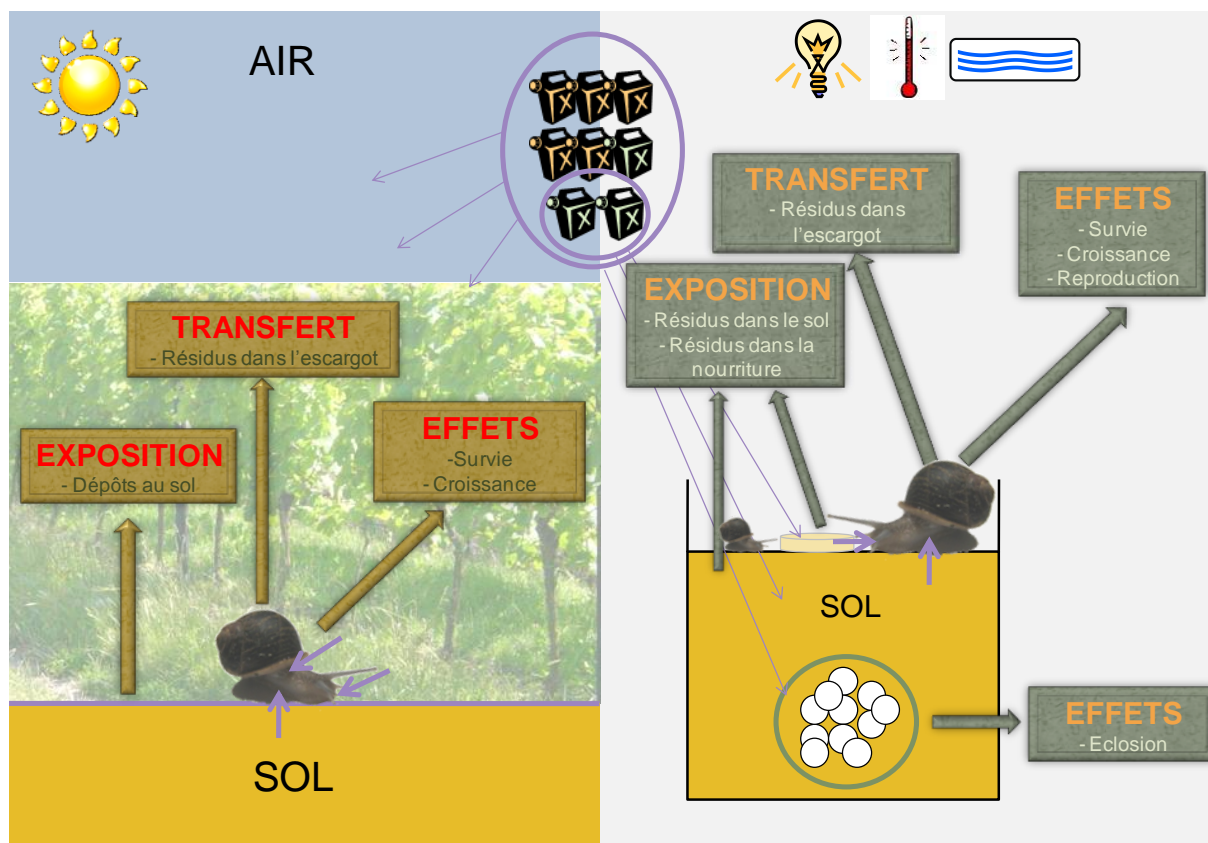 AIR
TRANSFERT
- Résidus dans l'escargot
EXPOSITION
- Dépôts au sol
EFFETS
-Survie
- Croissance
SOL
X X X
X X X
X X
TRANSFERT
- Résidus dans
l'escargot
EFFETS
- Survie
- Croissance
- Reproduction
EXPOSITION
- Résidus dans le sol
- Résidus dans la
nourriture
SOL
EFFETS
- Eclosion